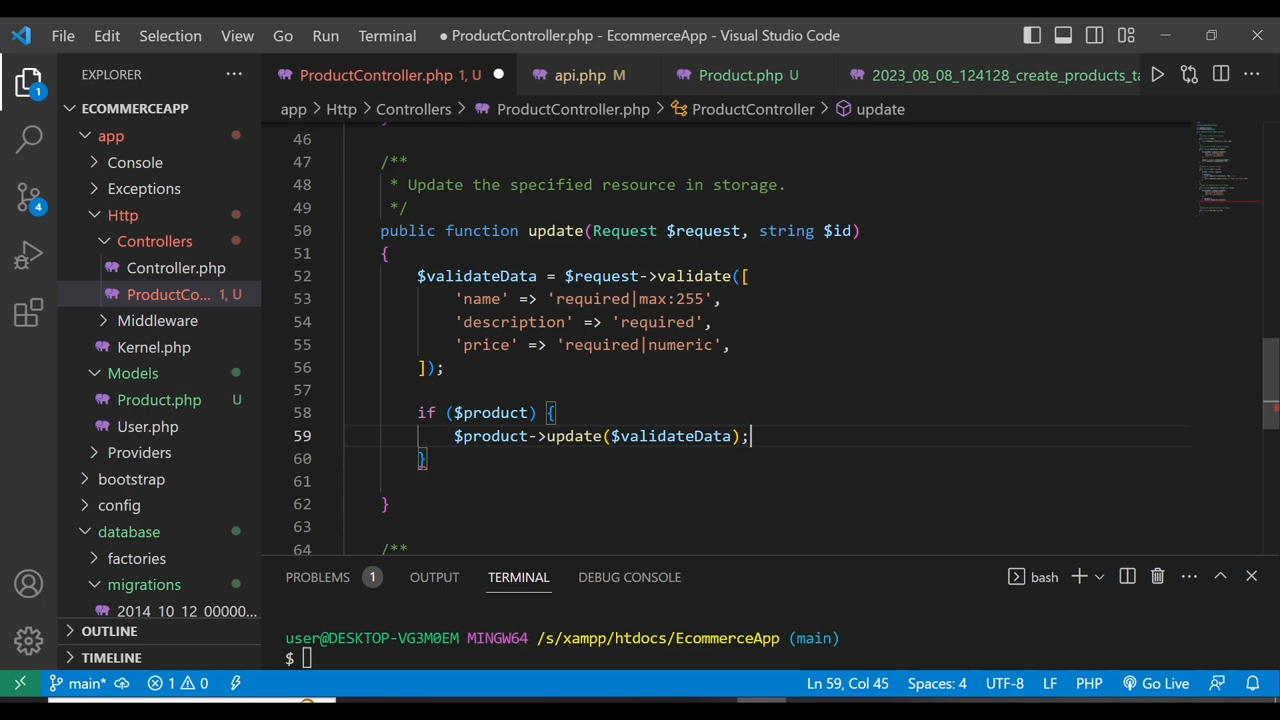 File Edit Selection View Go Run Terminal ● ProductController.php - EcommerceApp - Visual Studio Code
EXPLORER ··· ProductController.php 1, U ● api.php M Product.php U 2023_08_08_124128_create_products_ta ···
ECOMMERCEAPP app > Http > Controllers > ProductController.php > ProductController > update
app
Console
Exceptions
Http
Controllers
Controller.php
ProductCo... 1, U
Middleware
Kernel.php
Models
Product.php U
User.php
Providers
bootstrap
config
database
factories
migrations
2014_10_12_00000...
OUTLINE
TIMELINE
1
4
46
47 /**
48 * Update the specified resource in storage.
49 */
50 public function update(Request $request, string $id)
51 {
52 $validateData = $request->validate([
53 'name' => 'required|max:255',
54 'description' => 'required',
55 'price' => 'required|numeric',
56 ]);
57
58 if ($product) {
59 $product->update($validateData);
60 }
61
62 }
63
64 /**
PROBLEMS 1 OUTPUT TERMINAL DEBUG CONSOLE bash ···
user@DESKTOP-VG3M0EM MINGW64 /s/xampp/htdocs/EcommerceApp (main)
$
main* 1 0 Ln 59, Col 45 Spaces: 4 UTF-8 LF PHP Go Live